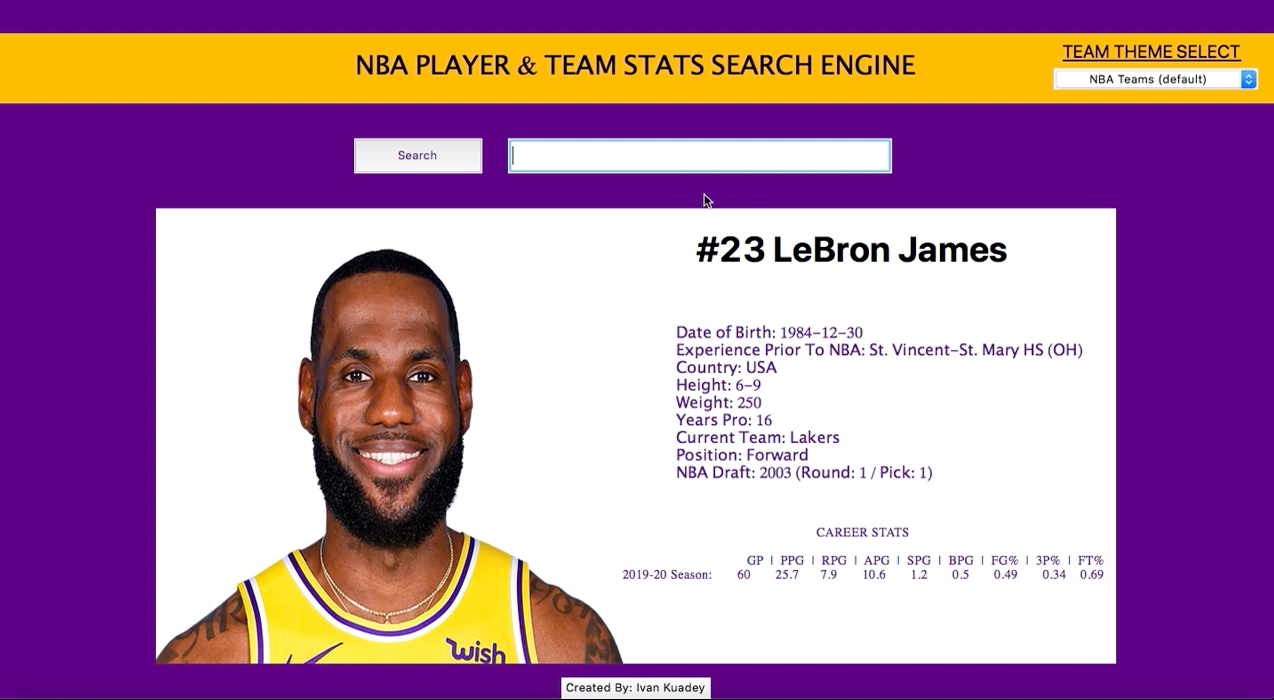 TEAM THEME SELECT
NBA PLAYER & TEAM STATS SEARCH ENGINE
NBA Teams (default)
Search
#23 LeBron James
Date of Birth: 1984-12-30
Experience Prior To NBA: St. Vincent-St. Mary HS (OH)
Country: USA
Height: 6-9
Weight: 250
Years Pro: 16
Current Team: Lakers
Position: Forward
NBA Draft: 2003 (Round: 1 / Pick: 1)
CAREER STATS
GP | PPG | RPG | APG | SPG | BPG | FG% | 3P% | FT%
2019-20 Season: 60 25.7 7.9 10.6 1.2 0.5 0.49 0.34 0.69
wish
Created By: Ivan Kuadey